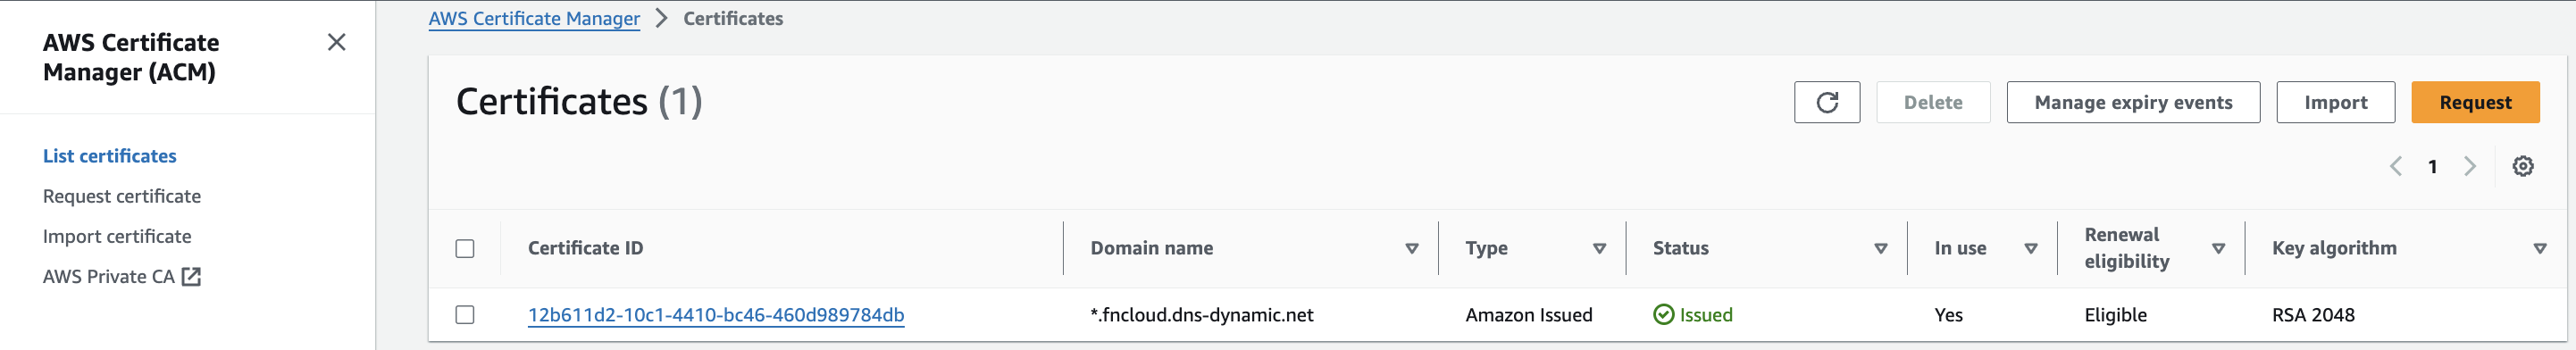 AWS Certificate Manager > Certificates
AWS Certificate
Manager (ACM)
List certificates
Request certificate
Import certificate
AWS Private CA
Certificates (1)
Delete
Manage expiry events
Import
Request
1
Certificate ID
Domain name
Type
Status
In use
Renewal
eligibility
Key algorithm
12b611d2-10c1-4410-bc46-460d989784db
*.fncloud.dns-dynamic.net
Amazon Issued
Issued
Yes
Eligible
RSA 2048